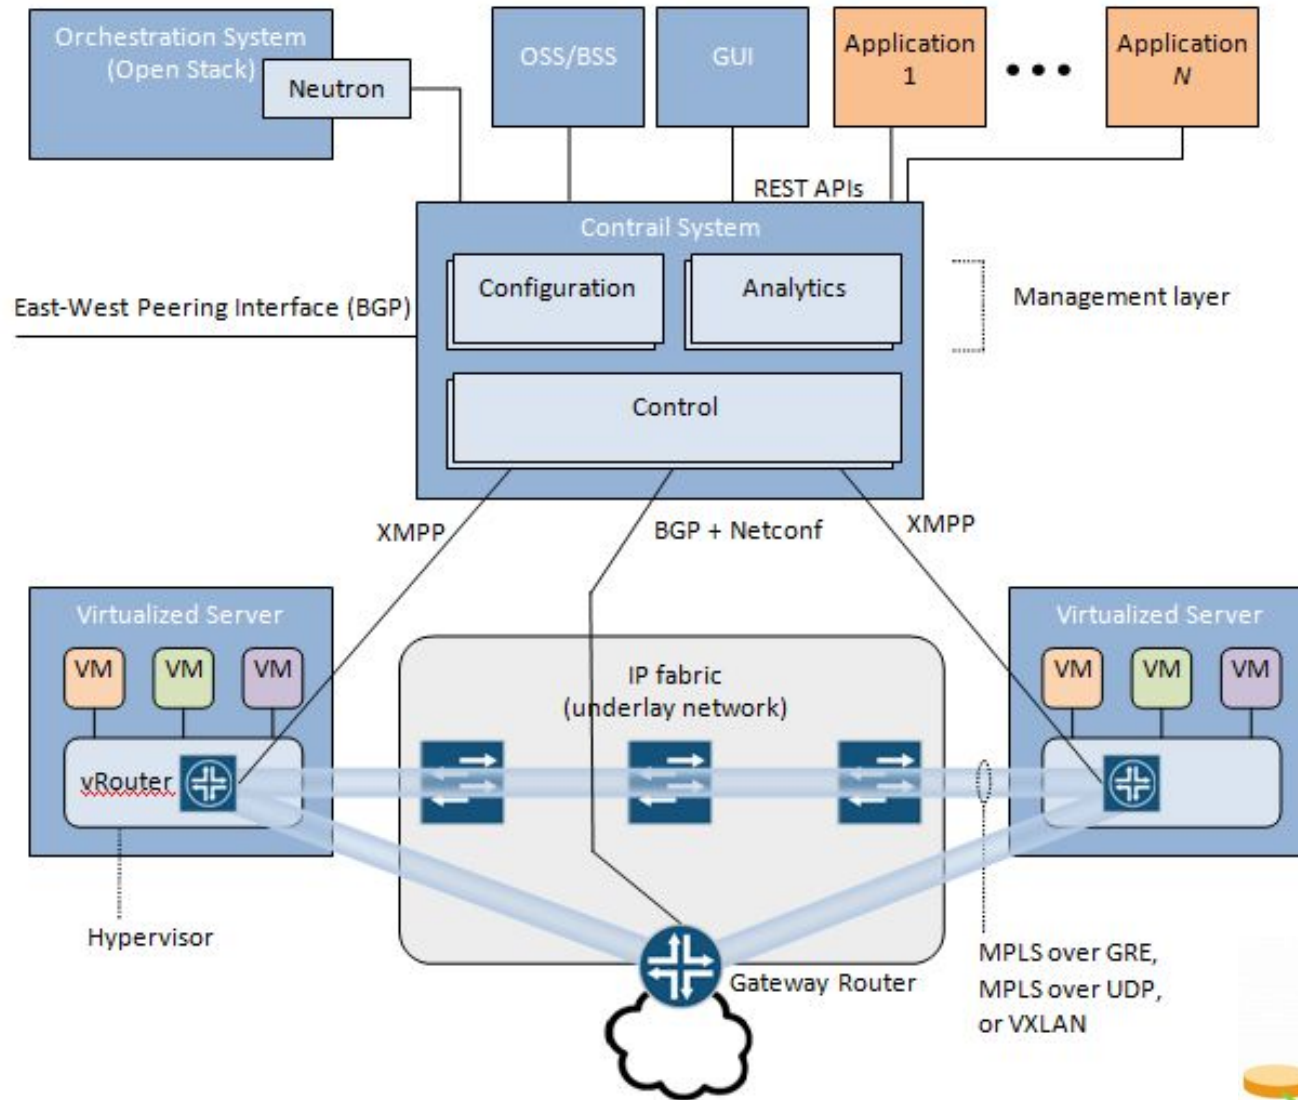 Orchestration System
(Open Stack)
Neutron
OSS/BSS
GUI
Application
1
Application
N
REST APIs
Contrail System
Configuration
Analytics
Management layer
East-West Peering Interface (BGP)
Control
XMPP
BGP + Netconf
XMPP
Virtualized Server
VM
VM
VM
vRouter
Hypervisor
IP fabric
(underlay network)
Virtualized Server
VM
VM
VM
Gateway Router
MPLS over GRE,
MPLS over UDP,
or VXLAN